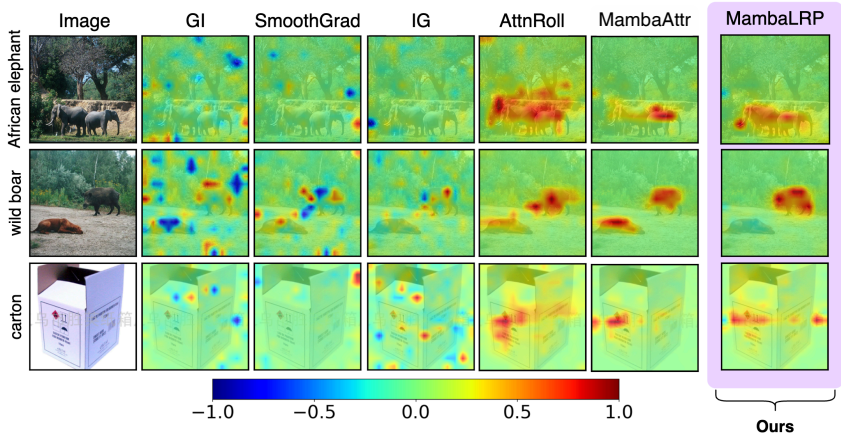 Image GI SmoothGrad IG AttnRoll MambaAttr MambaLRP
African elephant
wild boar
carton
−1.0 −0.5 0.0 0.5 1.0
Ours